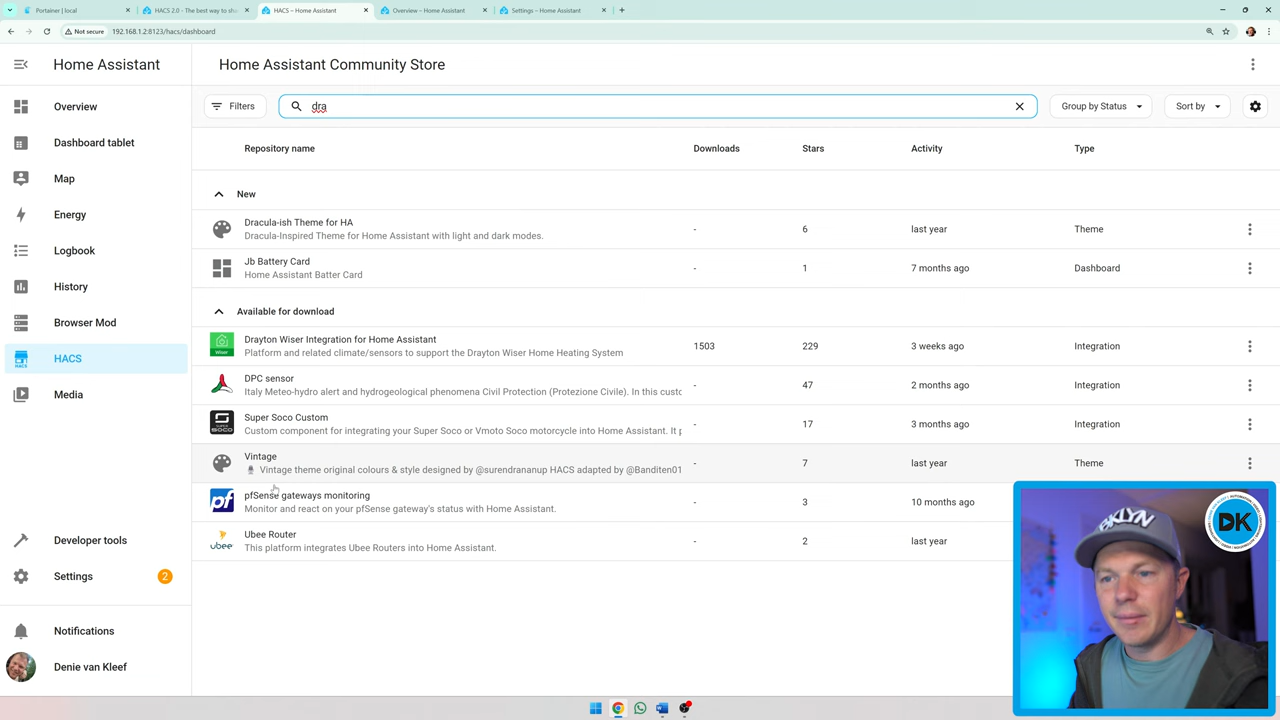 Portainer | local
HACS 2.0 - The best way to sh
HACS – Home Assistant
Overview – Home Assistant
Settings – Home Assistant
Not secure
192.168.1.2:8123/hacs/dashboard
Home Assistant
Home Assistant Community Store
Overview
Filters
dra
Group by Status
Sort by
Dashboard tablet
Repository name
Downloads
Stars
Activity
Type
Map
New
Energy
Dracula-ish Theme for HA
Dracula-Inspired Theme for Home Assistant with light and dark modes.
-
6
last year
Theme
Logbook
Jb Battery Card
Home Assistant Batter Card
-
1
7 months ago
Dashboard
History
Available for download
Browser Mod
Drayton Wiser Integration for Home Assistant
Platform and related climate/sensors to support the Drayton Wiser Home Heating System
1503
229
3 weeks ago
Integration
Wiser
HACS
HACS
DPC sensor
Italy Meteo-hydro alert and hydrogeological phenomena Civil Protection (Protezione Civile). In this custo
-
47
2 months ago
Integration
Media
Super Soco Custom
Custom component for integrating your Super Soco or Vmoto Soco motorcycle into Home Assistant. It p
-
17
3 months ago
Integration
SUPER
SOCO
Vintage
Vintage theme original colours & style designed by @surendrananup HACS adapted by @Banditen01
-
7
last year
Theme
pf
pfSense gateways monitoring
Monitor and react on your pfSense gateway's status with Home Assistant.
-
3
10 months ago
ubee
Ubee Router
This platform integrates Ubee Routers into Home Assistant.
-
2
last year
Developer tools
Settings
2
Notifications
Denie van Kleef
DK